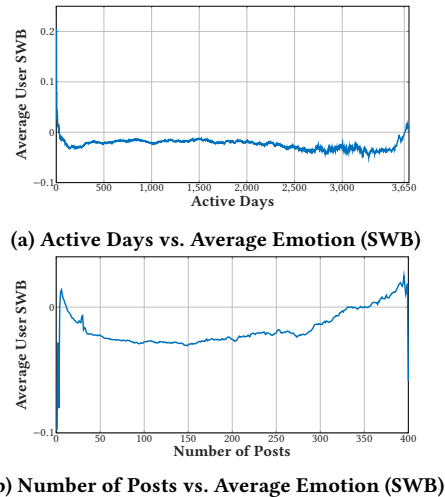 0.2
0.1
0
−0.1
Average User SWB
0 500 1,000 1,500 2,000 2,500 3,000 3,650
Active Days
(a) Active Days vs. Average Emotion (SWB)
0
−0.1
Average User SWB
0 50 100 150 200 250 300 350 400
Number of Posts
) Number of Posts vs. Average Emotion (SWB)